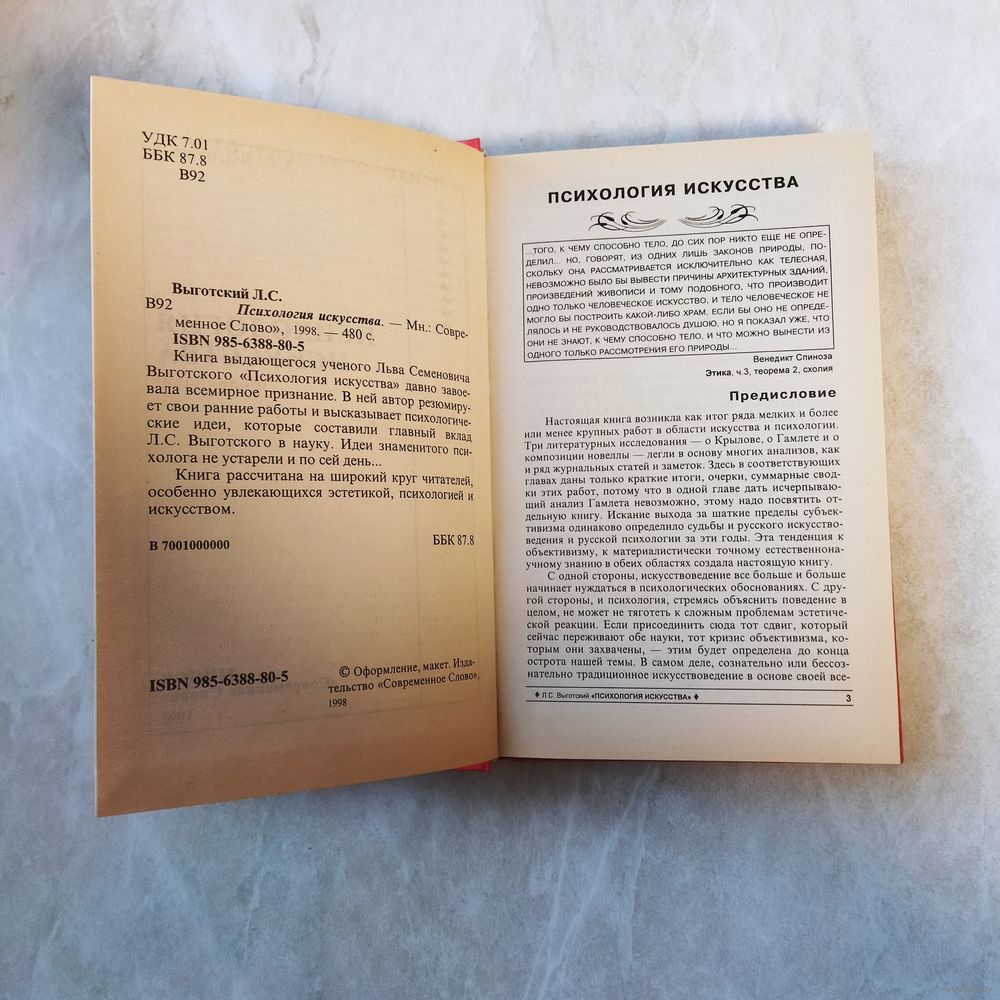 УДК 7.01
ББК 87.8
В92
Выготский Л.С.
В92
Психология искусства. — Мн.: Совре-
менное Слово», 1998. — 480 с.
ISBN 985-6388-80-5
Книга выдающегося ученого Льва Семеновича
Выготского «Психология искусства» давно завое-
вала всемирное признание. В ней автор резюмиру-
ет свои ранние работы и высказывает психологиче-
ские идеи, которые составили главный вклад
Л.С. Выготского в науку. Идеи знаменитого пси-
холога не устарели и по сей день...
Книга рассчитана на широкий круг читателей,
особенно увлекающихся эстетикой, психологией и
искусством.
В 7001000000 ББК 87.8
ISBN 985-6388-80-5
© Оформление, макет. Изда-
тельство «Современное Слово»,
1998
ПСИХОЛОГИЯ ИСКУССТВА
...ТОГО, К ЧЕМУ СПОСОБНО ТЕЛО, ДО СИХ ПОР НИКТО ЕЩЕ НЕ ОПРЕ-
ДЕЛИЛ... НО, ГОВОРЯТ, ИЗ ОДНИХ ЛИШЬ ЗАКОНОВ ПРИРОДЫ, ПО-
СКОЛЬКУ ОНА РАССМАТРИВАЕТСЯ ИСКЛЮЧИТЕЛЬНО КАК ТЕЛЕСНАЯ,
НЕВОЗМОЖНО БЫЛО БЫ ВЫВЕСТИ ПРИЧИНЫ АРХИТЕКТУРНЫХ ЗДАНИЙ,
ПРОИЗВЕДЕНИЙ ЖИВОПИСИ И ТОМУ ПОДОБНОГО, ЧТО ПРОИЗВОДИТ
ОДНО ТОЛЬКО ЧЕЛОВЕЧЕСКОЕ ИСКУССТВО, И ТЕЛО ЧЕЛОВЕЧЕСКОЕ НЕ
МОГЛО БЫ ПОСТРОИТЬ КАКОЙ-ЛИБО ХРАМ, ЕСЛИ БЫ ОНО НЕ ОПРЕДЕ-
ЛЯЛОСЬ И НЕ РУКОВОДСТВОВАЛОСЬ ДУШОЮ, НО Я ПОКАЗАЛ УЖЕ, ЧТО
ОНИ НЕ ЗНАЮТ, К ЧЕМУ СПОСОБНО ТЕЛО, И ЧТО МОЖНО ВЫНЕСТИ ИЗ
ОДНОГО ТОЛЬКО РАССМОТРЕНИЯ ЕГО ПРИРОДЫ...
Венедикт Спиноза
Этика, ч.3, теорема 2, схолия
Предисловие
Настоящая книга возникла как итог ряда мелких и более
или менее крупных работ в области искусства и психологии.
Три литературных исследования — о Крылове, о Гамлете и о
композиции новеллы — легли в основу многих анализов, как
и ряд журнальных статей и заметок. Здесь в соответствующих
главах даны только краткие итоги, очерки, суммарные свод-
ки этих работ, потому что в одной главе дать исчерпываю-
щий анализ Гамлета невозможно, этому надо посвятить от-
дельную книгу. Искание выхода за шаткие пределы субъек-
тивизма одинаково определило судьбы и русского искусство-
ведения и русской психологии за эти годы. Эта тенденция к
объективизму, к материалистически точному естественнона-
учному знанию в обеих областях создала настоящую книгу.
С одной стороны, искусствоведение все больше и больше
начинает нуждаться в психологических обоснованиях. С дру-
гой стороны, и психология, стремясь объяснить поведение в
целом, не может не тяготеть к сложным проблемам эстетиче-
ской реакции. Если присоединить сюда тот сдвиг, который
сейчас переживают обе науки, тот кризис объективизма, ко-
торым они захвачены, — этим будет определена до конца
острота нашей темы. В самом деле, сознательно или бессоз-
нательно традиционное искусствоведение в основе своей все-
♦ Л.С. Выготский «ПСИХОЛОГИЯ ИСКУССТВА» ♦ 3